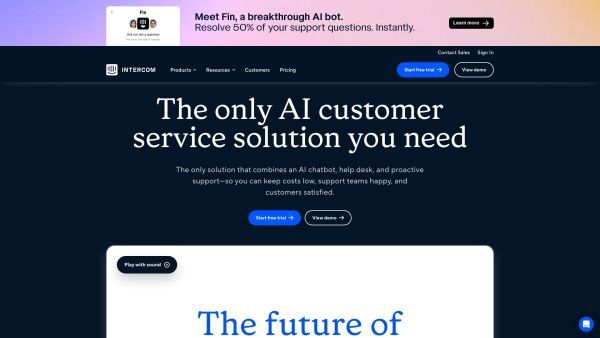 Fin
Ask our bot a question
Meet Fin, a breakthrough AI bot.
Resolve 50% of your support questions. Instantly.
Learn more →
Contact Sales
Sign in
INTERCOM
Products
Resources
Customers
Pricing
Start free trial →
View demo
The only AI customer
service solution you need
The only solution that combines an AI chatbot, help desk, and proactive
support—so you can keep costs low, support teams happy, and
customers satisfied.
Start free trial →
View demo →
Play with sound
The future of